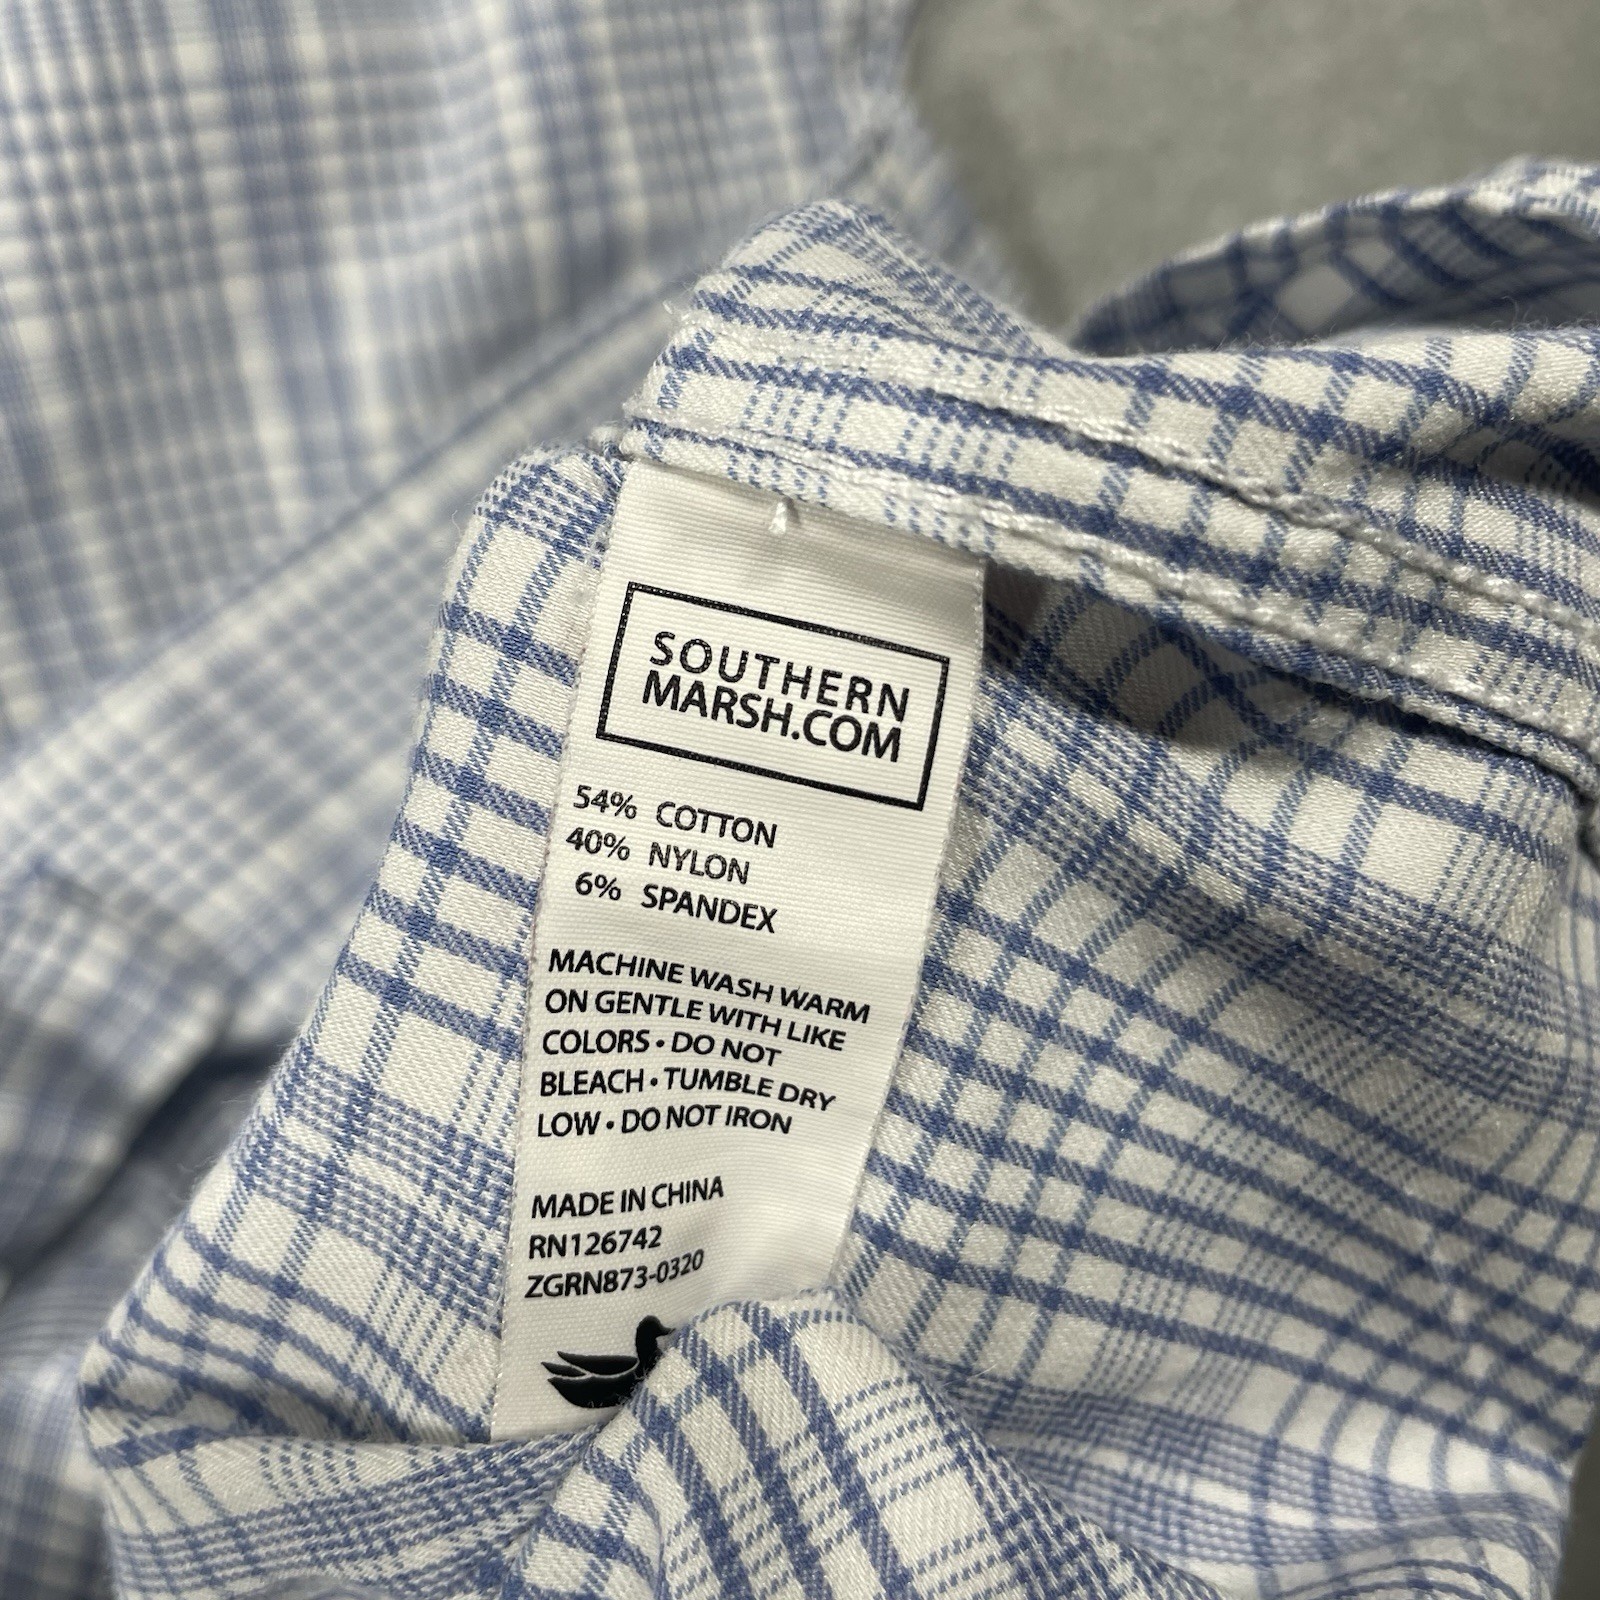 SOUTHERN
MARSH.COM
54% COTTON
40% NYLON
6% SPANDEX
MACHINE WASH WARM
ON GENTLE WITH LIKE
COLORS • DO NOT
BLEACH • TUMBLE DRY
LOW • DO NOT IRON
MADE IN CHINA
RN126742
ZGRN873-0320